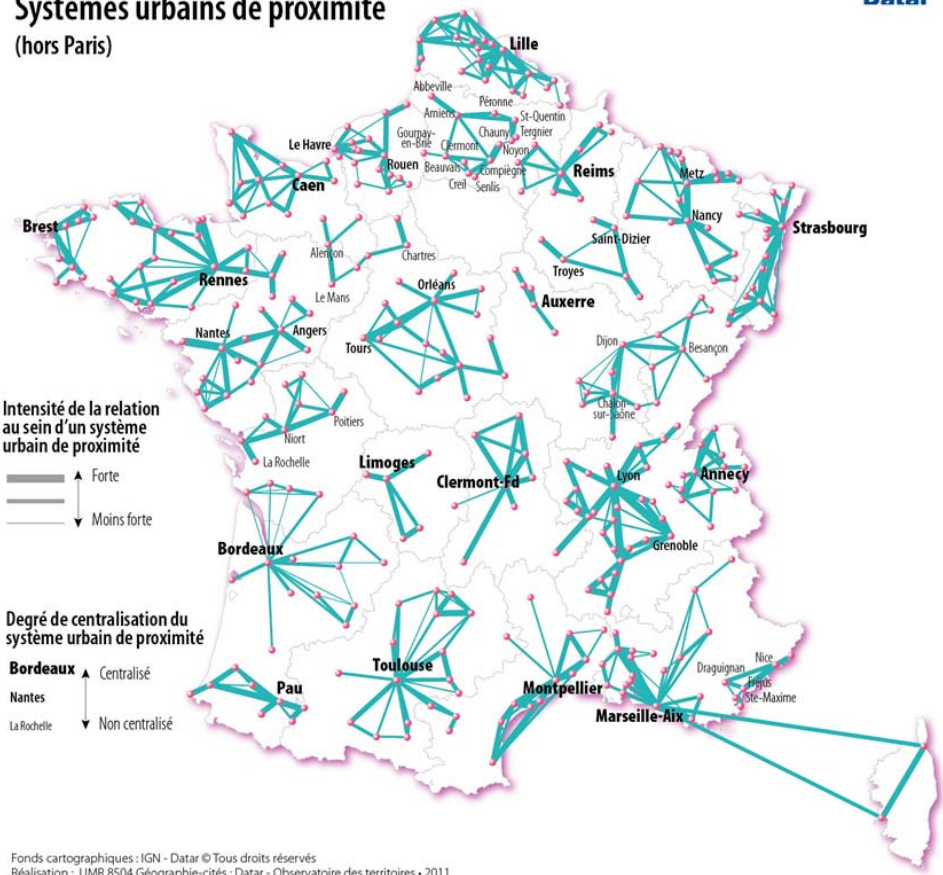 Systèmes urbains de proximité
(hors Paris)
Datar
Lille
Abbeville
Péronne
Amiens
St-Quentin
Tergnier
Chauny
Gournay-
en-Brie
Clermont
Noyon
Le Havre
Rouen
Beauvais
Compiègne
Creil
Senlis
Reims
Metz
Caen
Nancy
Brest
Strasbourg
Saint-Dizier
Alençon
Chartres
Troyes
Rennes
Orléans
Le Mans
Auxerre
Nantes
Angers
Tours
Dijon
Besançon
Chalon-
sur-Saône
Intensité de la relation
au sein d'un système
urbain de proximité
Forte
Moins forte
Poitiers
Niort
La Rochelle
Limoges
Clermont-Fd
Lyon
Annecy
Grenoble
Bordeaux
Degré de centralisation du
système urbain de proximité
Bordeaux
Centralisé
Nantes
La Rochelle
Non centralisé
Toulouse
Pau
Montpellier
Marseille-Aix
Nice
Draguignan
Fréjus
Ste-Maxime
Fonds cartographiques : IGN - Datar © Tous droits réservés
Réalisation : UMR 8504 Géographie-cités ; Datar - Observatoire des territoires • 2011